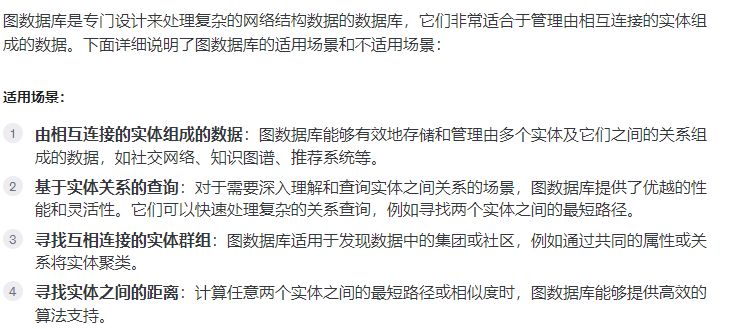 图数据库是专门设计来处理复杂的网络结构数据的数据库，它们非常适合于管理由相互连接的实体组
成的数据。下面详细说明了图数据库的适用场景和不适用场景：
适用场景：
1 由相互连接的实体组成的数据：图数据库能够有效地存储和管理由多个实体及它们之间的关系组
成的数据，如社交网络、知识图谱、推荐系统等。
2 基于实体关系的查询：对于需要深入理解和查询实体之间关系的场景，图数据库提供了优越的性
能和灵活性。它们可以快速处理复杂的关系查询，例如寻找两个实体之间的最短路径。
3 寻找互相连接的实体群组：图数据库适用于发现数据中的集团或社区，例如通过共同的属性或关
系将实体聚类。
4 寻找实体之间的距离：计算任意两个实体之间的最短路径或相似度时，图数据库能够提供高效的
算法支持。